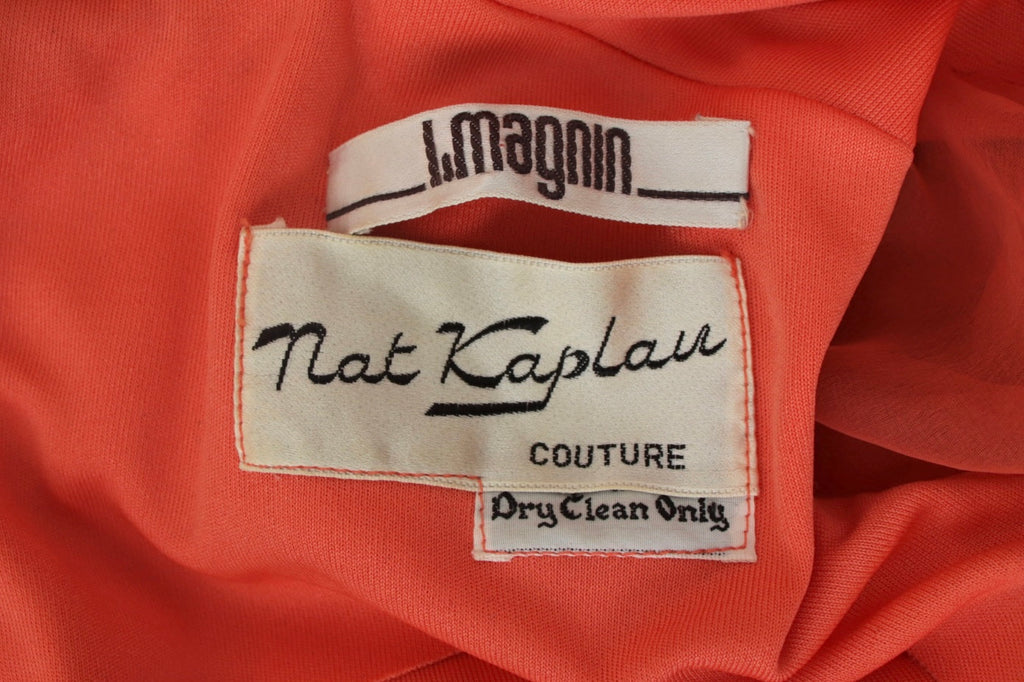 I. magnin
Nat Kaplan
COUTURE
Dry Clean Only